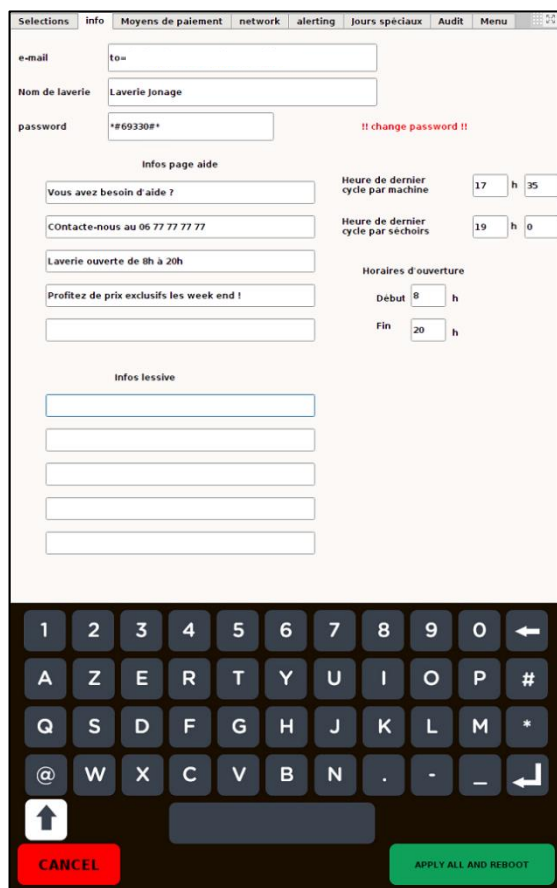 Selections info Moyens de paiement network alerting Jours spéciaux Audit Menu
e-mail to=
Nom de laverie Laverie Jonage
password *#69330#* !! change password !!
Infos page aide
Vous avez besoin d'aide ?
COntacte-nous au 06 77 77 77 77
Laverie ouverte de 8h à 20h
Profitez de prix exclusifs les week end !
Heure de dernier
cycle par machine 17 h 35
Heure de dernier
cycle par séchoirs 19 h 0
Horaires d'ouverture
Début 8 h
Fin 20 h
Infos lessive
1 2 3 4 5 6 7 8 9 0
A Z E R T Y U I O P #
Q S D F G H J K L M *
@ W X C V B N . - _
CANCEL APPLY ALL AND REBOOT